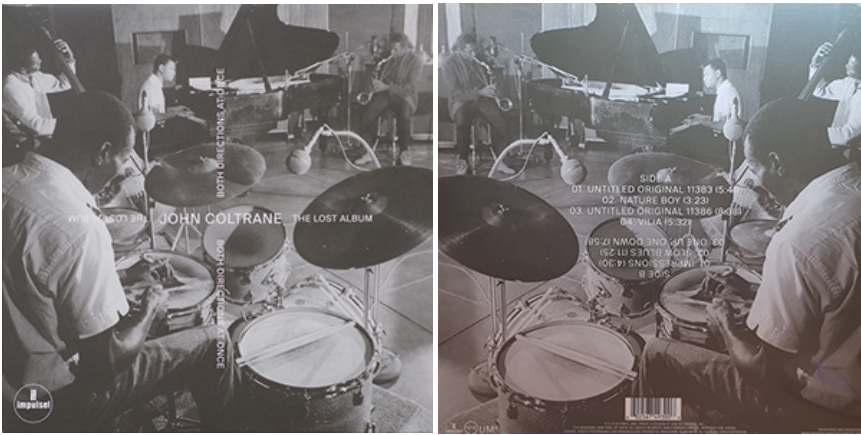 BOTH DIRECTIONS AT ONCE
THE LOST ALBUM JOHN COLTRANE THE LOST ALBUM
BOTH DIRECTIONS AT ONCE
impulse!
SIDE A
01. UNTITLED ORIGINAL 11383 (5:4
02. NATURE BOY (3:23)
03. UNTITLED ORIGINAL 11386 (8:
04. VILIA (5:32)
SIDE B
01. IMPRESSIONS (4:30)
02. SLOW BLUES (11:25)
03. ONE UP, ONE DOWN (7:58)